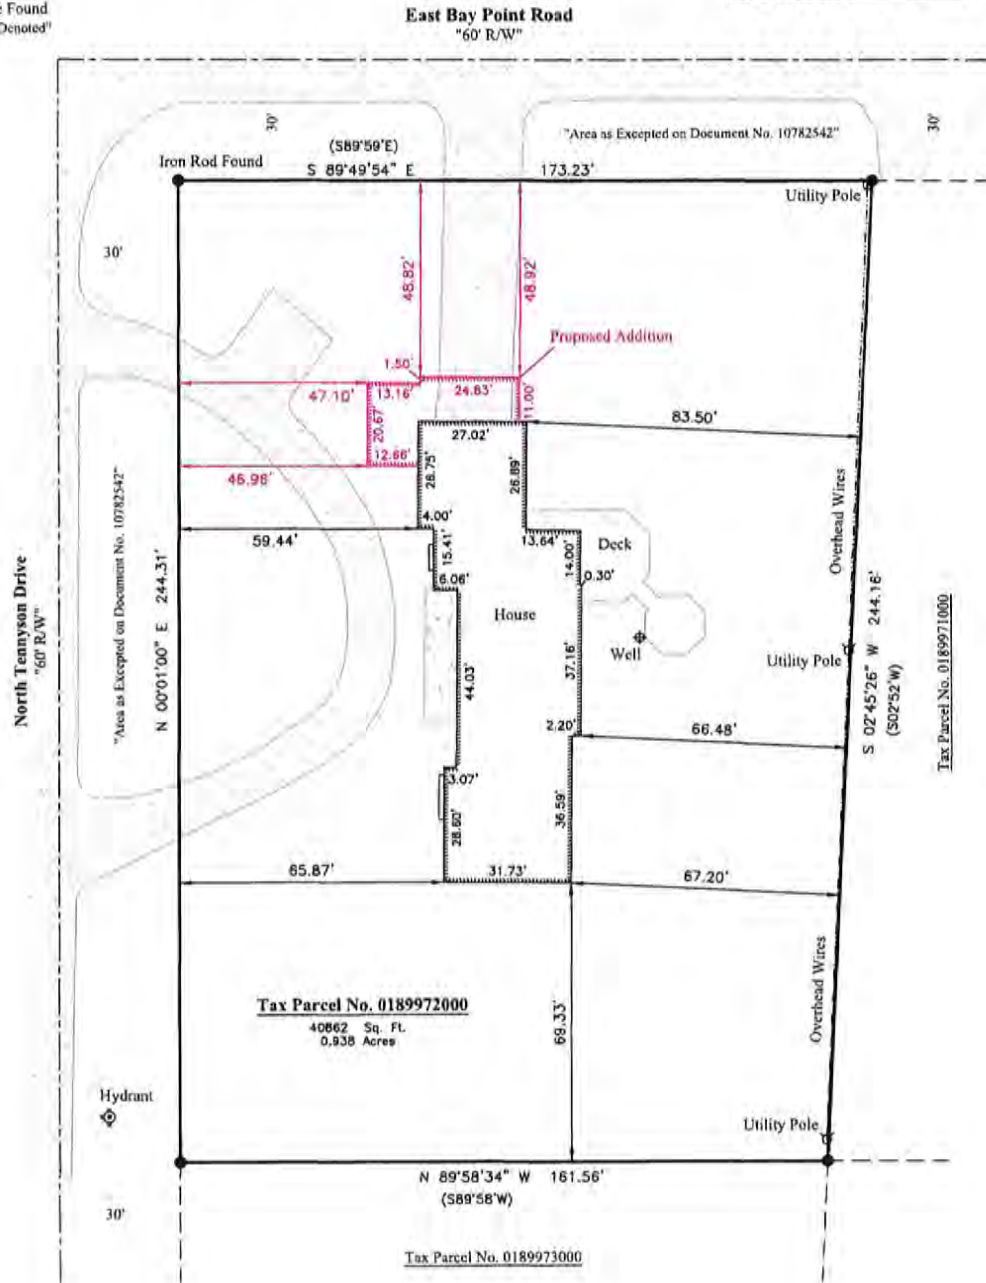 e Found
Denoted"
East Bay Point Road
"60' R/W"
30'
30'
(S89°59'E)
"Area as Excepted on Document No. 10782542"
Iron Rod Found
S 89°49'54" E
173.23'
Utility Pole
30'
48.82'
48.92'
Proposed Addition
1.50'
47.10'
13.16'
24.83'
11.00'
20.67'
27.02'
83.50'
12.66'
46.98'
28.75'
26.89'
4.00'
59.44'
15.41'
13.64'
14.00'
Deck
Overhead Wires
6.06'
0.30'
House
"Area as Excepted on Document No. 10782542"
N 00°01'00" E 244.31'
North Tennyson Drive
"60' R/W"
Well
Utility Pole
S 02°45'26" W 244.16'
(S02°52'W)
Tax Parcel No. 0189971000
44.03'
37.16'
2.20'
66.48'
3.07'
28.60'
36.59'
65.87'
31.73'
67.20'
Tax Parcel No. 0189972000
40862 Sq. Ft.
0.938 Acres
69.33'
Overhead Wires
Hydrant
Utility Pole
N 89°58'34" W 161.56'
(S89°58'W)
30'
Tax Parcel No. 0189973000